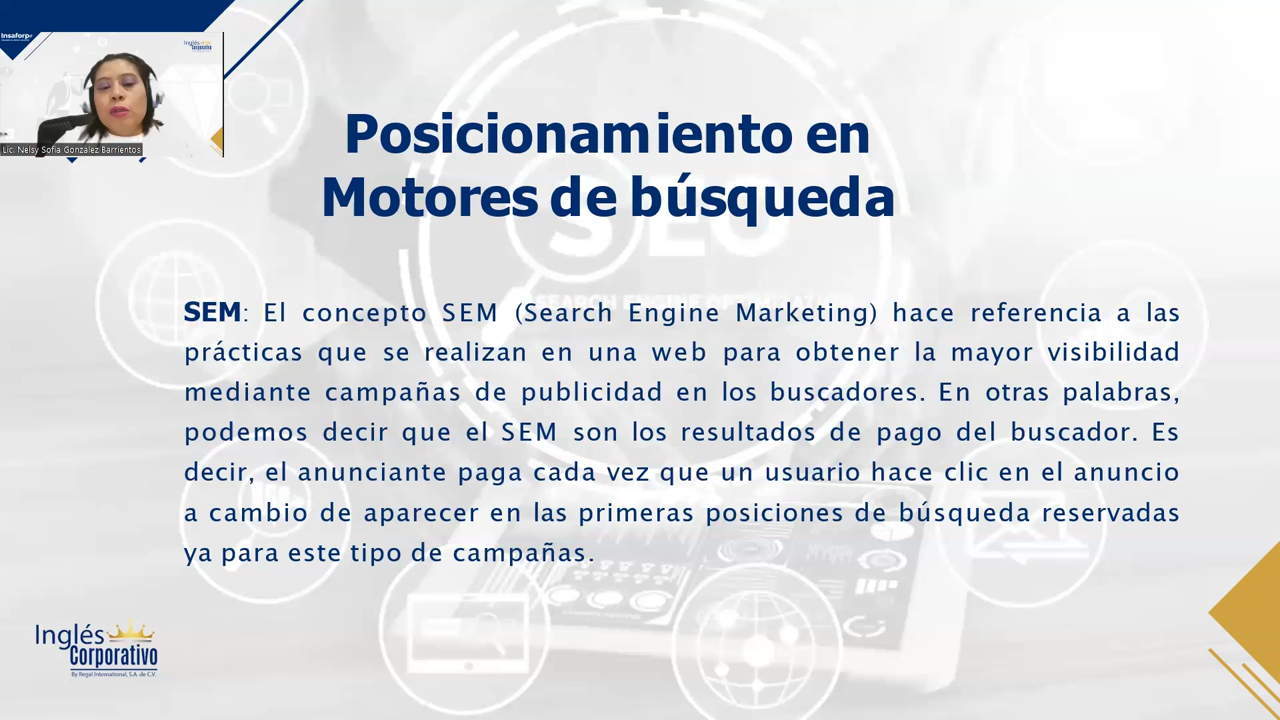 Insaforp
Inglés
Corporativo
Lic. Nelsy Sofia Gonzalez Barrientos
Posicionamiento en
Motores de búsqueda
SEO
SEARCH ENGINE OPTIMIZATION
SEM: El concepto SEM (Search Engine Marketing) hace referencia a las
prácticas que se realizan en una web para obtener la mayor visibilidad
mediante campañas de publicidad en los buscadores. En otras palabras,
podemos decir que el SEM son los resultados de pago del buscador. Es
decir, el anunciante paga cada vez que un usuario hace clic en el anuncio
a cambio de aparecer en las primeras posiciones de búsqueda reservadas
ya para este tipo de campañas.
Inglés
Corporativo
By Regal International, S.A. de C.V.